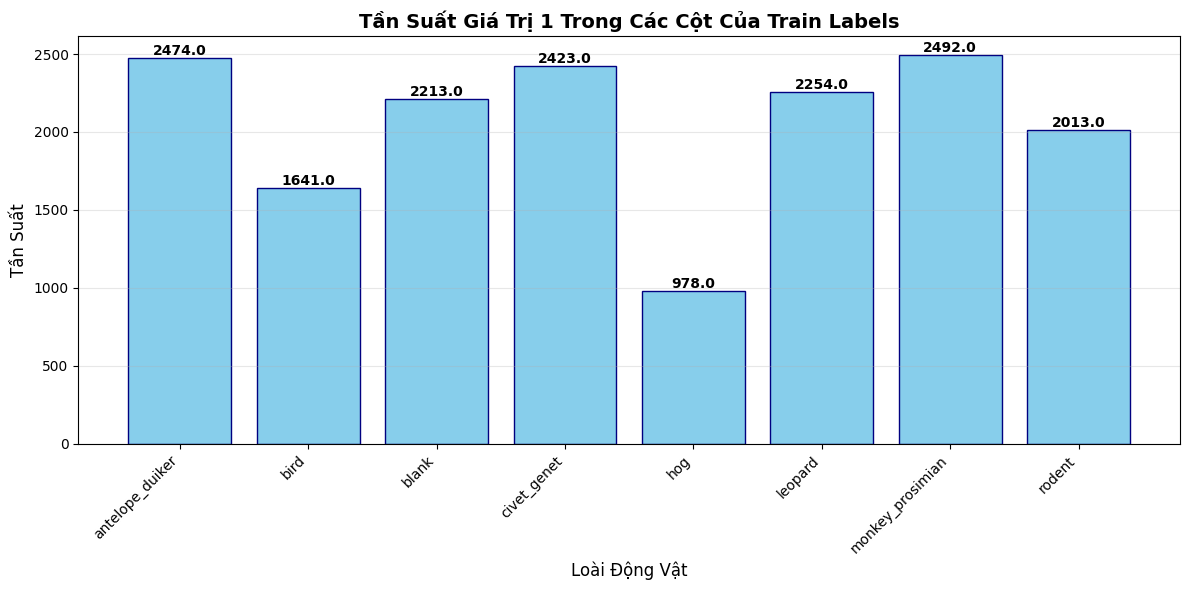 Tần Suất Giá Trị 1 Trong Các Cột Của Train Labels
Tần Suất
2500
2000
1500
1000
500
0
2474.0
1641.0
2213.0
2423.0
978.0
2254.0
2492.0
2013.0
antelope_duiker
bird
blank
civet_genet
hog
leopard
monkey_prosimian
rodent
Loài Động Vật